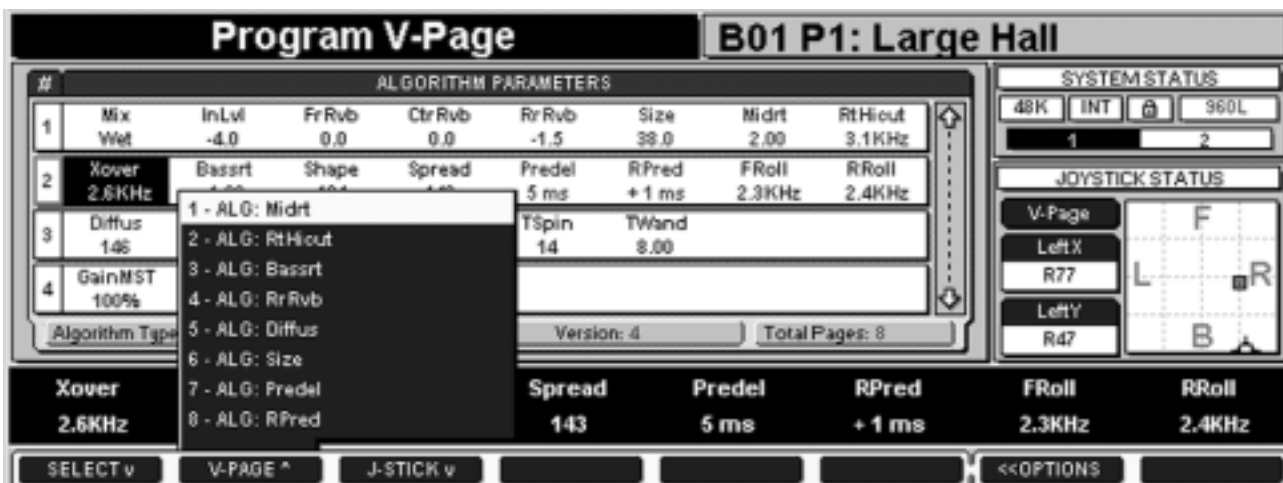 Program V-Page B01 P1: Large Hall
# ALGORITHM PARAMETERS SYSTEM STATUS
1 Mix InLvl FrRvb CtrRvb RrRvb Size Midrt RtHicut
Wet -4.0 0.0 0.0 -1.5 38.0 2.00 3.1KHz
48K INT 960L
1 2
2 Xover Bassrt Shape Spread Predel RPred FRoll RRoll
2.6KHz 5 ms +1 ms 2.3KHz 2.4KHz
JOYSTICK STATUS
3 Diffus TSpin TWand
146 14 8.00
4 GainMST
100%
Algorithm Type Version: 4 Total Pages: 8
1 - ALG: Midrt
2 - ALG: RtHicut
3 - ALG: Bassrt
4 - ALG: RrRvb
5 - ALG: Diffus
6 - ALG: Size
7 - ALG: Predel
8 - ALG: RPred
V-Page
LeftX
R77
LeftY
R47
F
L R
B
Xover Spread Predel RPred FRoll RRoll
2.6KHz 143 5 ms +1 ms 2.3KHz 2.4KHz
SELECT v V-PAGE ^ J-STICK v <<OPTIONS